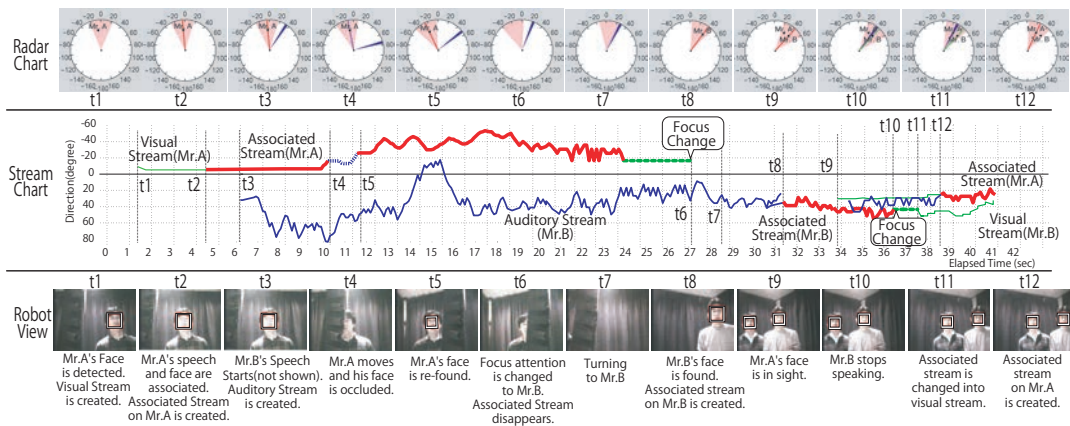 Radar Chart
t1 t2 t3 t4 t5 t6 t7 t8 t9 t10 t11 t12
Mr. A
Mr. B
Stream Chart
Direction(degree)
-60
-40
-20
0
20
40
60
80
Visual Stream(Mr.A)
Associated Stream(Mr.A)
t1 t2 t3 t4 t5
Auditory Stream (Mr.B)
t6 t7
Focus Change
t8 t9
t10 t11 t12
Associated Stream(Mr.B)
Focus Change
Associated Stream(Mr.A)
Visual Stream(Mr.B)
0 1 2 3 4 5 6 7 8 9 10 11 12 13 14 15 16 17 18 19 20 21 22 23 24 25 26 27 28 29 30 31 32 33 34 35 36 37 38 39 40 41 42
Elapsed Time (sec)
Robot View
t1 t2 t3 t4 t5 t6 t7 t8 t9 t10 t11 t12
Mr.A's Face
is detected.
Visual Stream
is created.
Mr.A's speech
and face are
associated.
Associated Stream
on Mr.A is created.
Mr.B's Speech
Starts(not shown).
Auditory Stream
is created.
Mr.A moves
and his face
is occluded.
Mr.A's face
is re-found.
Focus attention
is changed
to Mr.B.
Associated Stream
disappears.
Turning
to Mr.B
Mr.B's face
is found.
Associated stream
on Mr.B is created.
Mr.A's face
is in sight.
Mr.B stops
speaking.
Associated
stream is
changed into
visual stream.
Associated
stream
on Mr.A
is created.